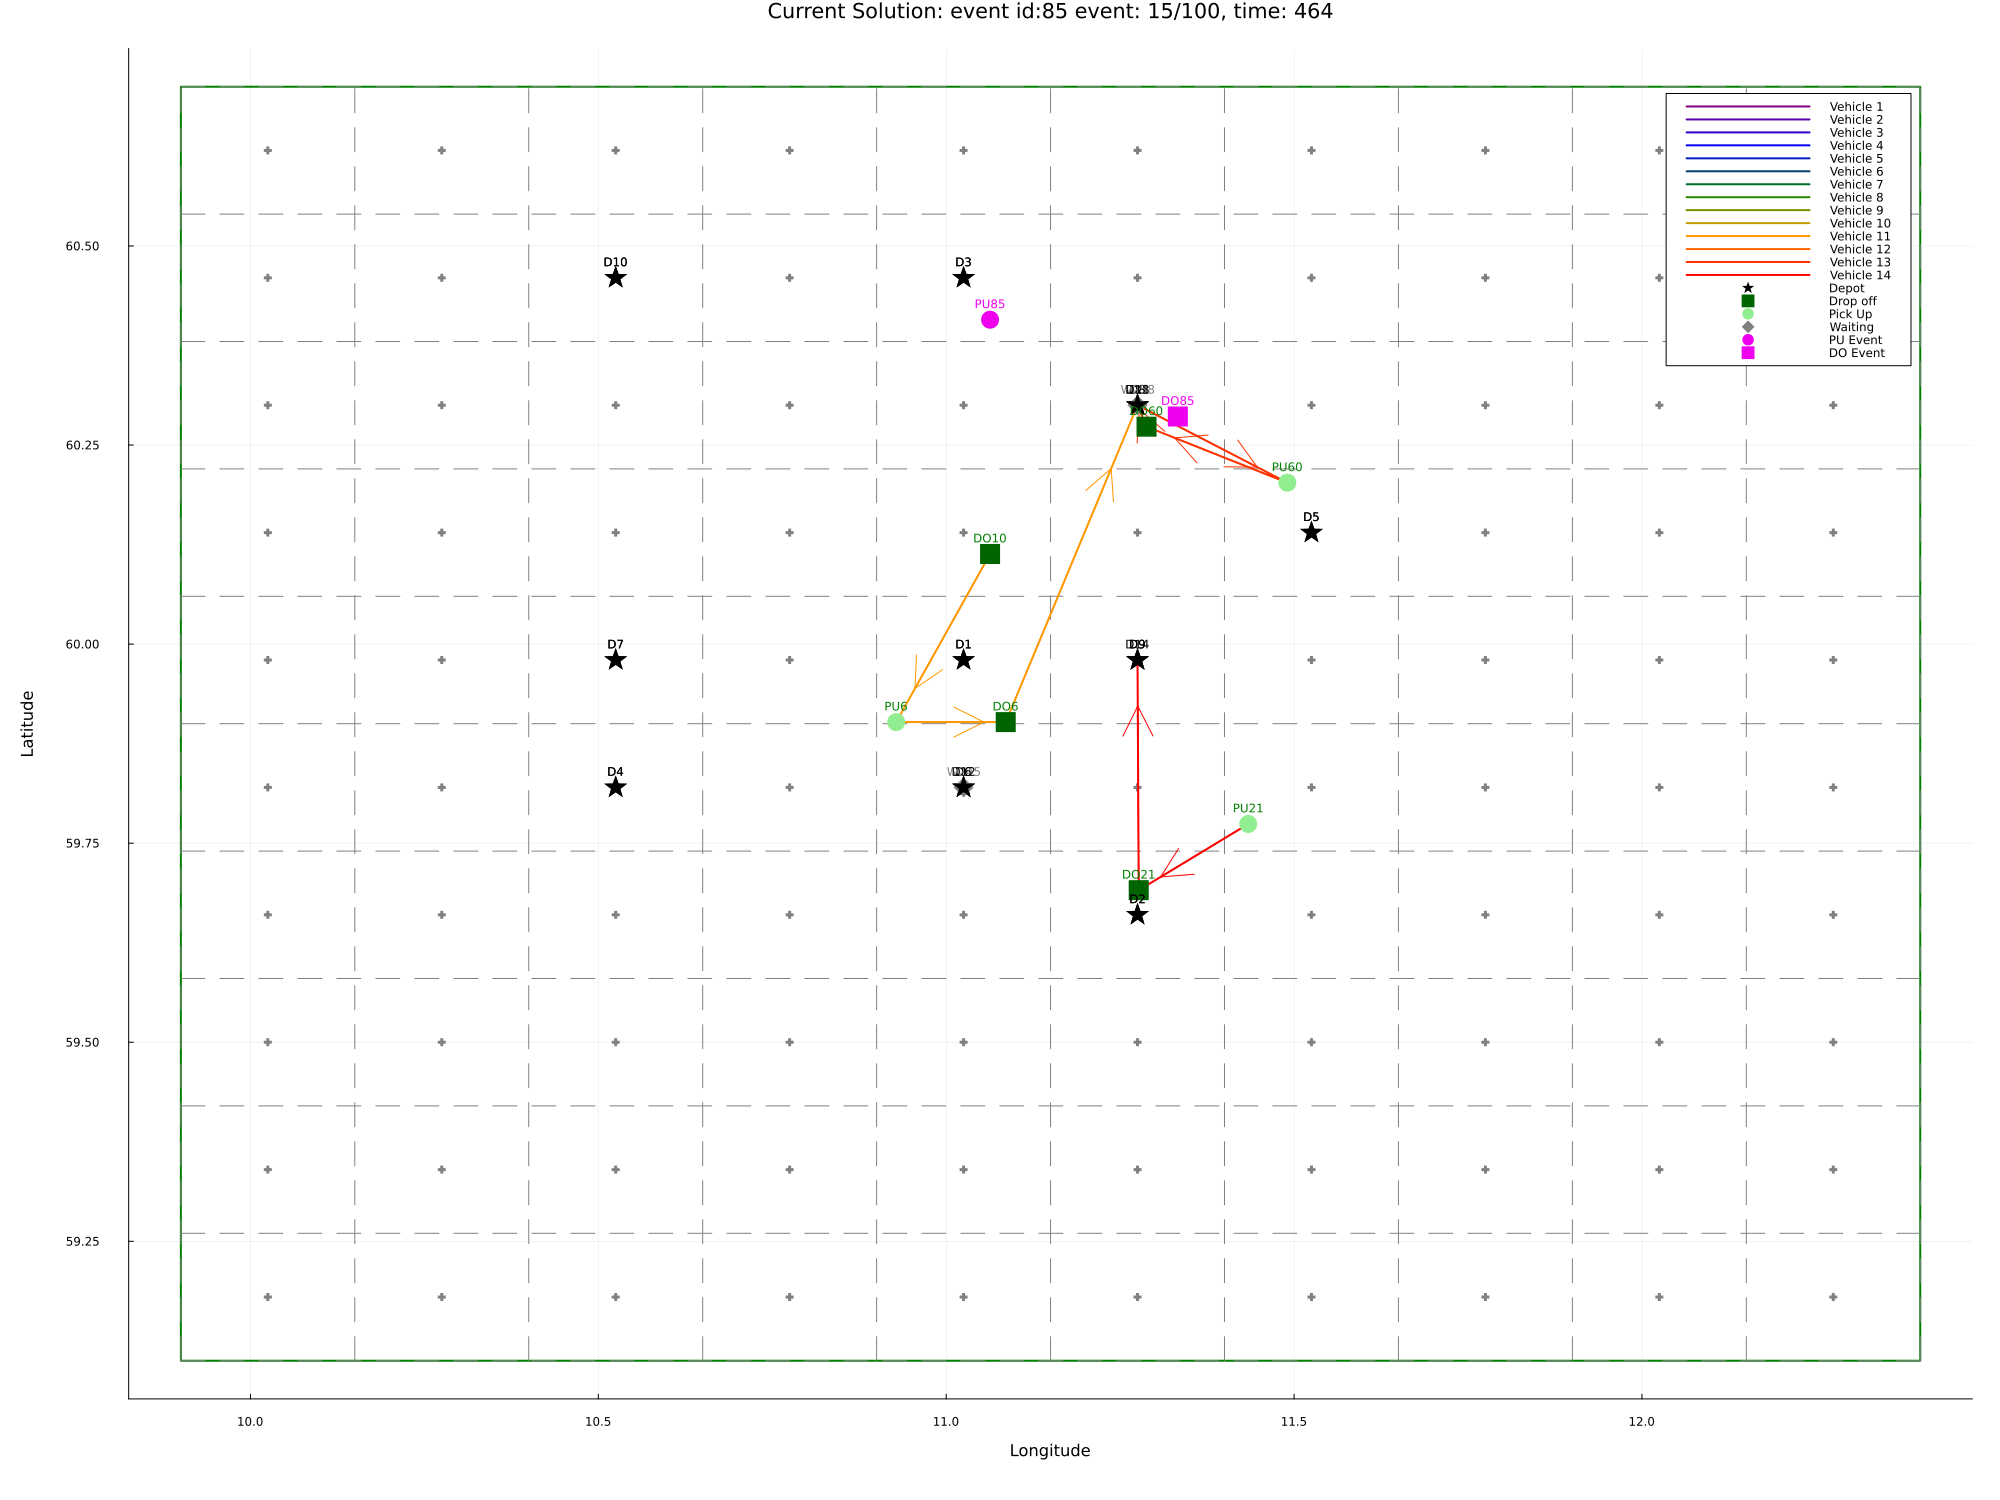 Current Solution: event id:85 event: 15/100, time: 464
Vehicle 1
Vehicle 2
Vehicle 3
Vehicle 4
Vehicle 5
Vehicle 6
Vehicle 7
Vehicle 8
Vehicle 9
Vehicle 10
Vehicle 11
Vehicle 12
Vehicle 13
Vehicle 14
Depot
Drop off
Pick Up
Waiting
PU Event
DO Event
60.50
D10
D3
PU85
DO85
DO60
60.25
PU60
D5
DO10
60.00
D7
D1
D9
PU6
DO6
D4
PU21
59.75
DO21
D2
59.50
59.25
10.0
10.5
11.0
11.5
12.0
Longitude
Latitude